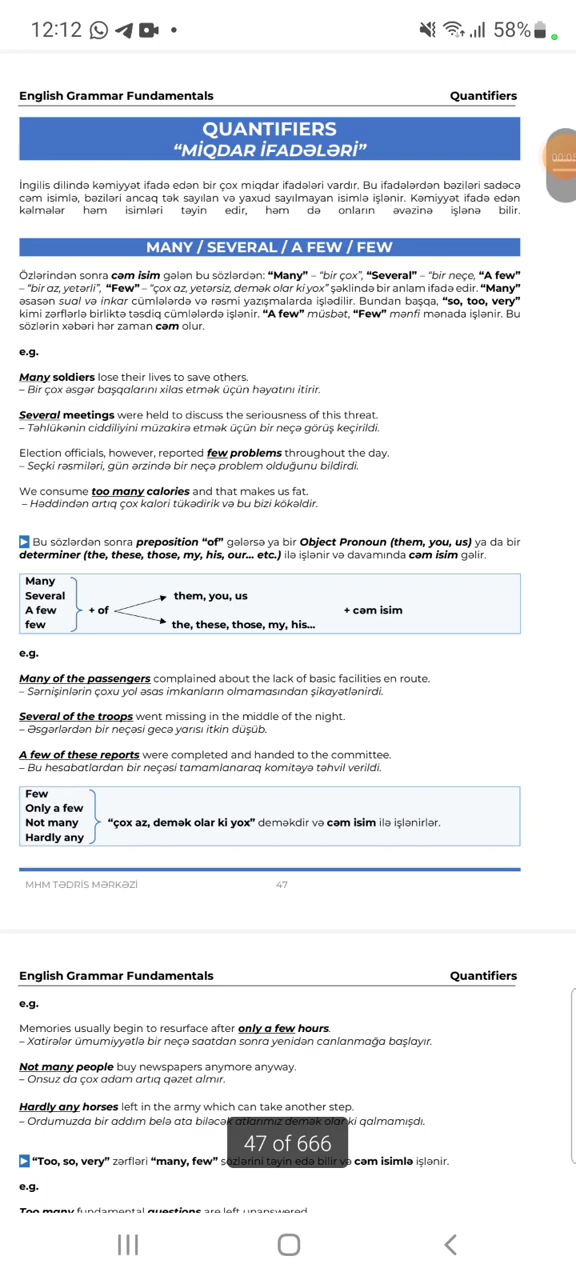 12:12 58%
English Grammar Fundamentals Quantifiers
QUANTIFIERS
“MİQDAR İFADƏLƏRİ”
00:05
İngilis dilində kəmiyyət ifadə edən bir çox miqdar ifadələri vardır. Bu ifadələrdən bəziləri sadəcə
cəm isimlə, bəziləri ancaq tək sayılan və yaxud sayılmayan isimlə işlənir. Kəmiyyət ifadə edən
kəlmələr həm isimləri təyin edir, həm də onların əvəzinə işlənə bilir.
MANY / SEVERAL / A FEW / FEW
Özlərindən sonra cəm isim gələn bu sözlərdən: “Many” – “bir çox”, “Several” – “bir neçə, “A few”
– “bir az, yetərli”, “Few” – “çox az, yetərsiz, demək olar ki yox” şəklində bir anlam ifadə edir. “Many”
əsasən sual və inkar cümlələrdə və rəsmi yazışmalarda işlədilir. Bundan başqa, “so, too, very”
kimi zərflərlə birliktə təsdiq cümlələrdə işlənir. “A few” müsbət, “Few” mənfi mənada işlənir. Bu
sözlərin xəbəri hər zaman cəm olur.
e.g.
Many soldiers lose their lives to save others.
– Bir çox əsgər başqalarını xilas etmək üçün həyatını itirir.
Several meetings were held to discuss the seriousness of this threat.
– Təhlükənin ciddiliyini müzakirə etmək üçün bir neçə görüş keçirildi.
Election officials, however, reported few problems throughout the day.
– Seçki rəsmiləri, gün ərzində bir neçə problem olduğunu bildirdi.
We consume too many calories and that makes us fat.
– Həddindən artıq çox kalori tükədirik və bu bizi kökəldir.
Bu sözlərdən sonra preposition “of” gələrsə ya bir Object Pronoun (them, you, us) ya da bir
determiner (the, these, those, my, his, our... etc.) ilə işlənir və davamında cəm isim gəlir.
Many
Several them, you, us
A few + of + cəm isim
few the, these, those, my, his...
e.g.
Many of the passengers complained about the lack of basic facilities en route.
– Sərnişinlərin çoxu yol əsas imkanların olmamasından şikayətlənirdi.
Several of the troops went missing in the middle of the night.
– Əsgərlərdən bir neçəsi gecə yarısı itkin düşüb.
A few of these reports were completed and handed to the committee.
– Bu hesabatlardan bir neçəsi tamamlanaraq komitəyə təhvil verildi.
Few
Only a few
Not many “çox az, demək olar ki yox” deməkdir və cəm isim ilə işlənirlər.
Hardly any
MHM TƏDRİS MƏRKƏZİ 47
English Grammar Fundamentals Quantifiers
e.g.
Memories usually begin to resurface after only a few hours.
– Xatirələr ümumiyyətlə bir neçə saatdan sonra yenidən canlanmağa başlayır.
Not many people buy newspapers anymore anyway.
– Onsuz da çox adam artıq qəzet almır.
Hardly any horses left in the army which can take another step.
– Ordumuzda bir addım belə ata biləcək atlarımız demək olar ki qalmamışdı.
47 of 666
“Too, so, very” zərfləri “many, few” sözlərini təyin edə bilir və cəm isimlə işlənir.
e.g.
Too many fundamental questions are left unanswered.